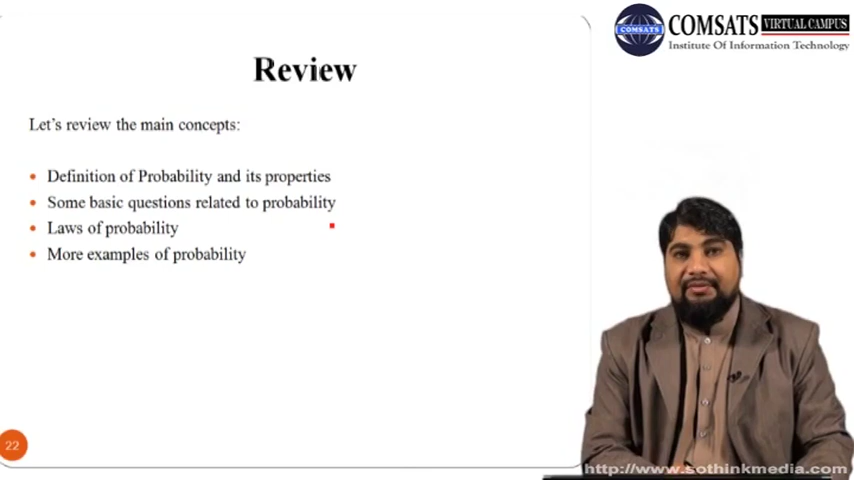 COMSATS VIRTUAL CAMPUS
COMSATS
Institute Of Information Technology
Review
Let's review the main concepts:
• Definition of Probability and its properties
• Some basic questions related to probability
• Laws of probability
• More examples of probability
22
http://www.sothinkmedia.com